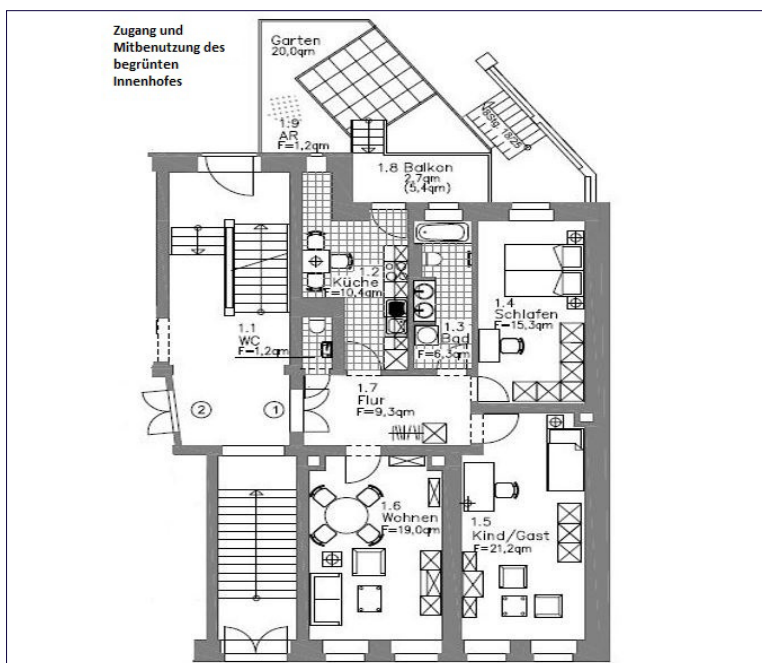 Zugang und
Mitbenutzung des
begrünten
Innenhofes
Garten
20,0qm
18Stg. 18/25
1.9
AR
F=1,2qm
1.8 Balkon
2,7qm
(5,4qm)
1.2
Küche
F=10,4qm
1.4
Schlafen
F=15,3qm
1.1
WC
F=1,2qm
1.3
Bad
F=6,3qm
1.7
Flur
F=9,3qm
2
1
1.6
Wohnen
F=19,0qm
1.5
Kind/Gast
F=21,2qm